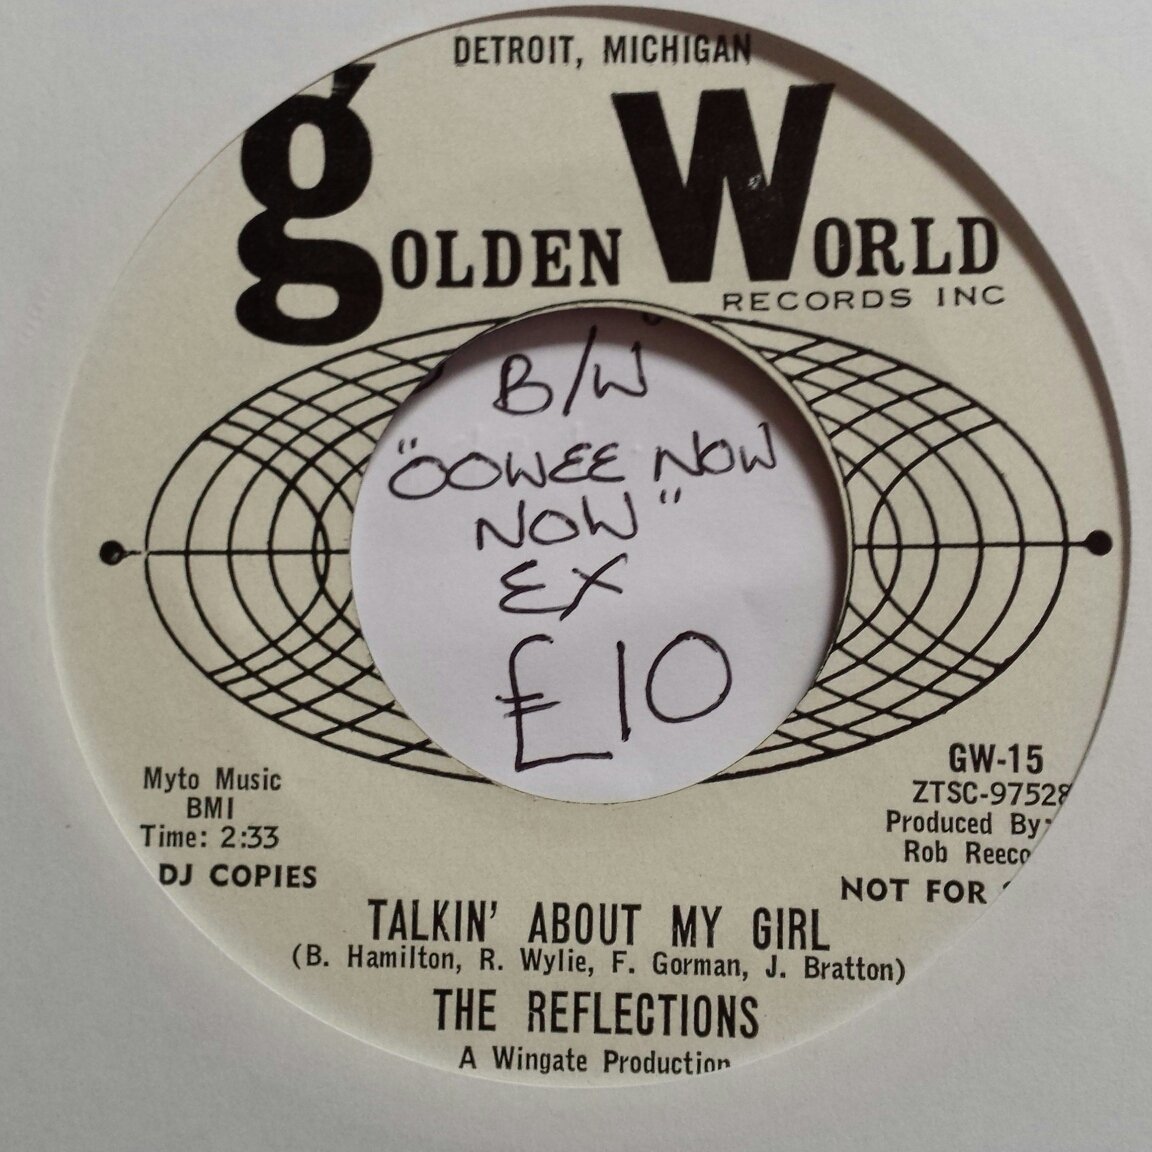 DETROIT, MICHIGAN
gOLDEN WORLD
RECORDS INC
B/W
"OOWEE NOW
NOW"
EX
£10
Myto Music
BMI
Time: 2:33
DJ COPIES
GW-15
ZTSC-97528
Produced By:
Rob Reeco
NOT FOR
TALKIN' ABOUT MY GIRL
(B. Hamilton, R. Wylie, F. Gorman, J. Bratton)
THE REFLECTIONS
A Wingate Production